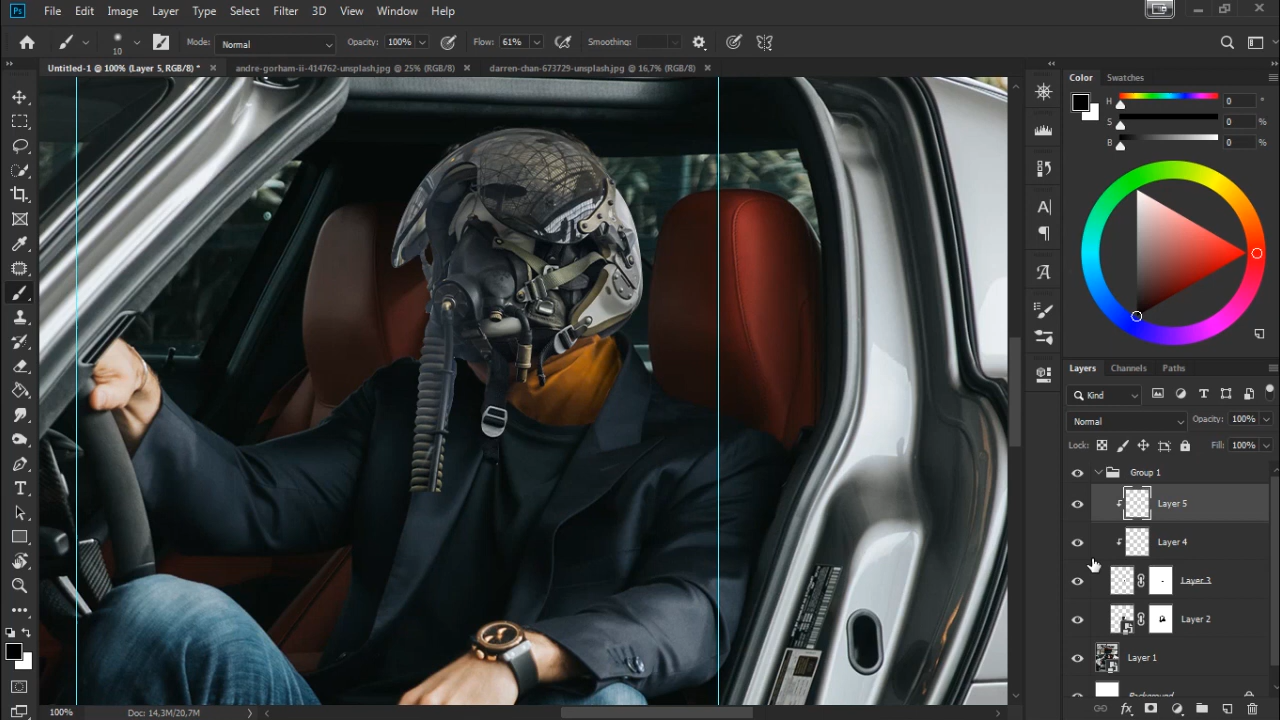 Ps File Edit Image Layer Type Select Filter 3D View Window Help
10 Mode: Normal Opacity: 100% Flow: 61% Smoothing:
Untitled-1 @ 100% (Layer 5, RGB/8) * andre-gorham-ii-414762-unsplash.jpg @ 25% (RGB/8) darren-chan-673729-unsplash.jpg @ 16,7% (RGB/8)
Color Swatches
H 0 °
S 0 %
B 0 %
Layers Channels Paths
Kind
Normal Opacity: 100%
Lock: Fill: 100%
Group 1
Layer 5
Layer 4
Layer 3
Layer 2
Layer 1
Background
100% Doc: 14,3M/20,7M